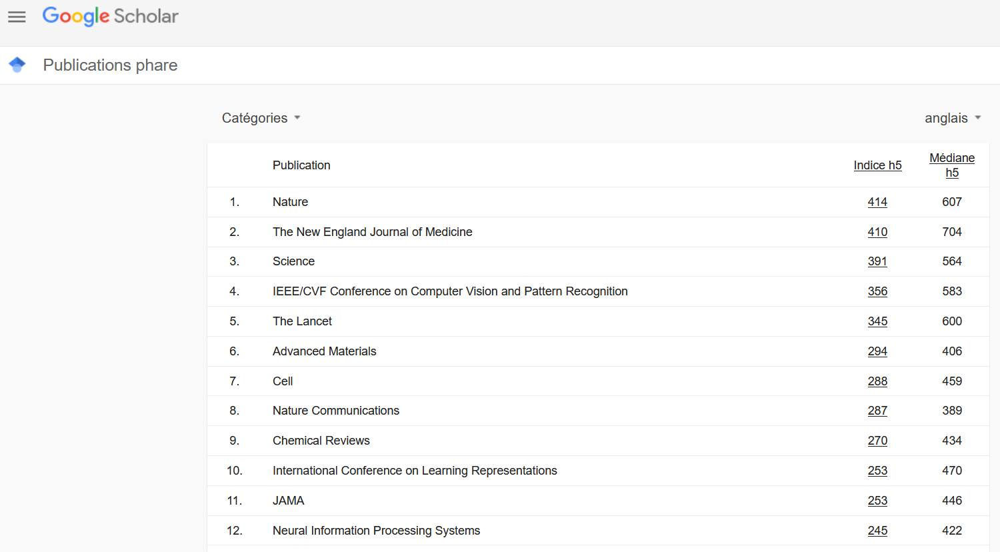 Google Scholar
Publications phare
Catégories anglais
Publication Indice h5 Médiane h5
1. Nature 414 607
2. The New England Journal of Medicine 410 704
3. Science 391 564
4. IEEE/CVF Conference on Computer Vision and Pattern Recognition 356 583
5. The Lancet 345 600
6. Advanced Materials 294 406
7. Cell 288 459
8. Nature Communications 287 389
9. Chemical Reviews 270 434
10. International Conference on Learning Representations 253 470
11. JAMA 253 446
12. Neural Information Processing Systems 245 422